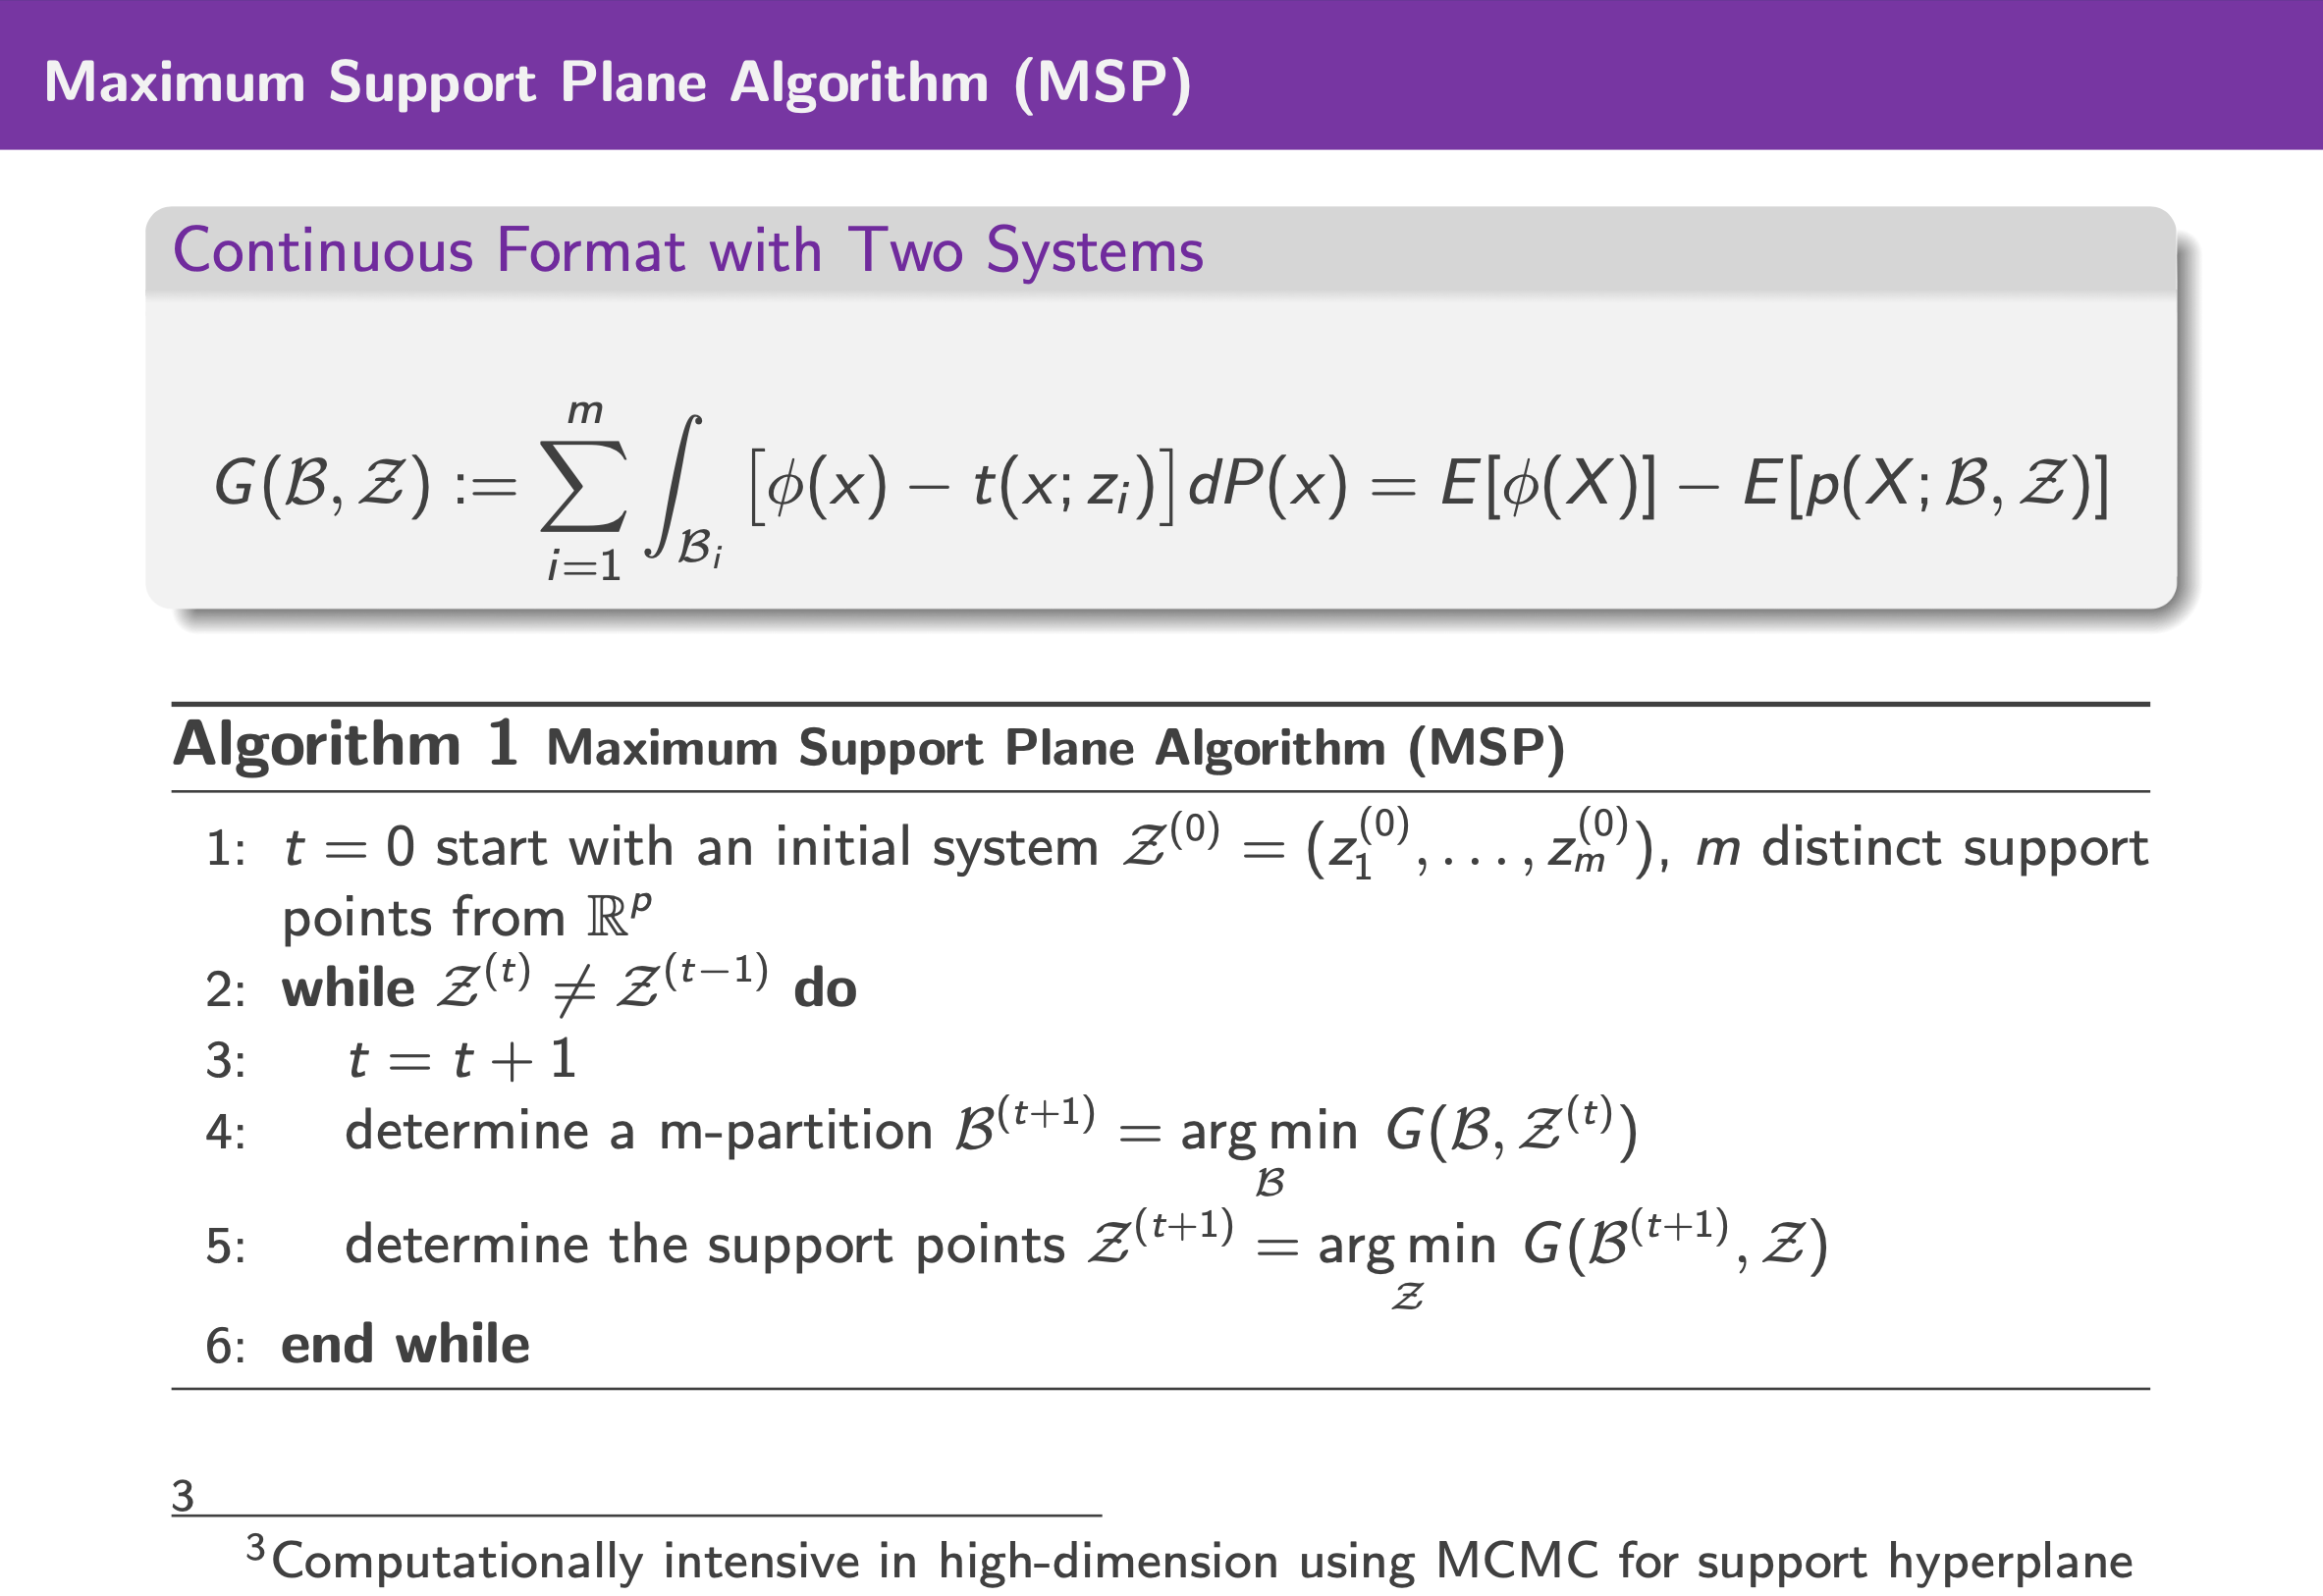 Maximum Support Plane Algorithm (MSP)
Continuous Format with Two Systems
$G(\mathcal{B}, \mathcal{Z}) := \sum_{i=1}^{m} \int_{\mathcal{B}_i} [\phi(x) - t(x; z_i)] dP(x) = E[\phi(X)] - E[p(X; \mathcal{B}, \mathcal{Z})]$
Algorithm 1 Maximum Support Plane Algorithm (MSP)
1: $t = 0$ start with an initial system $\mathcal{Z}^{(0)} = (z_1^{(0)}, \ldots, z_m^{(0)})$, $m$ distinct support
points from $\mathbb{R}^p$
2: while $\mathcal{Z}^{(t)} \neq \mathcal{Z}^{(t-1)}$ do
3: $t = t + 1$
4: determine a m-partition $\mathcal{B}^{(t+1)} = \arg\min_{\mathcal{B}} G(\mathcal{B}, \mathcal{Z}^{(t)})$
5: determine the support points $\mathcal{Z}^{(t+1)} = \arg\min_{\mathcal{Z}} G(\mathcal{B}^{(t+1)}, \mathcal{Z})$
6: end while
3
$^3$Computationally intensive in high-dimension using MCMC for support hyperplane